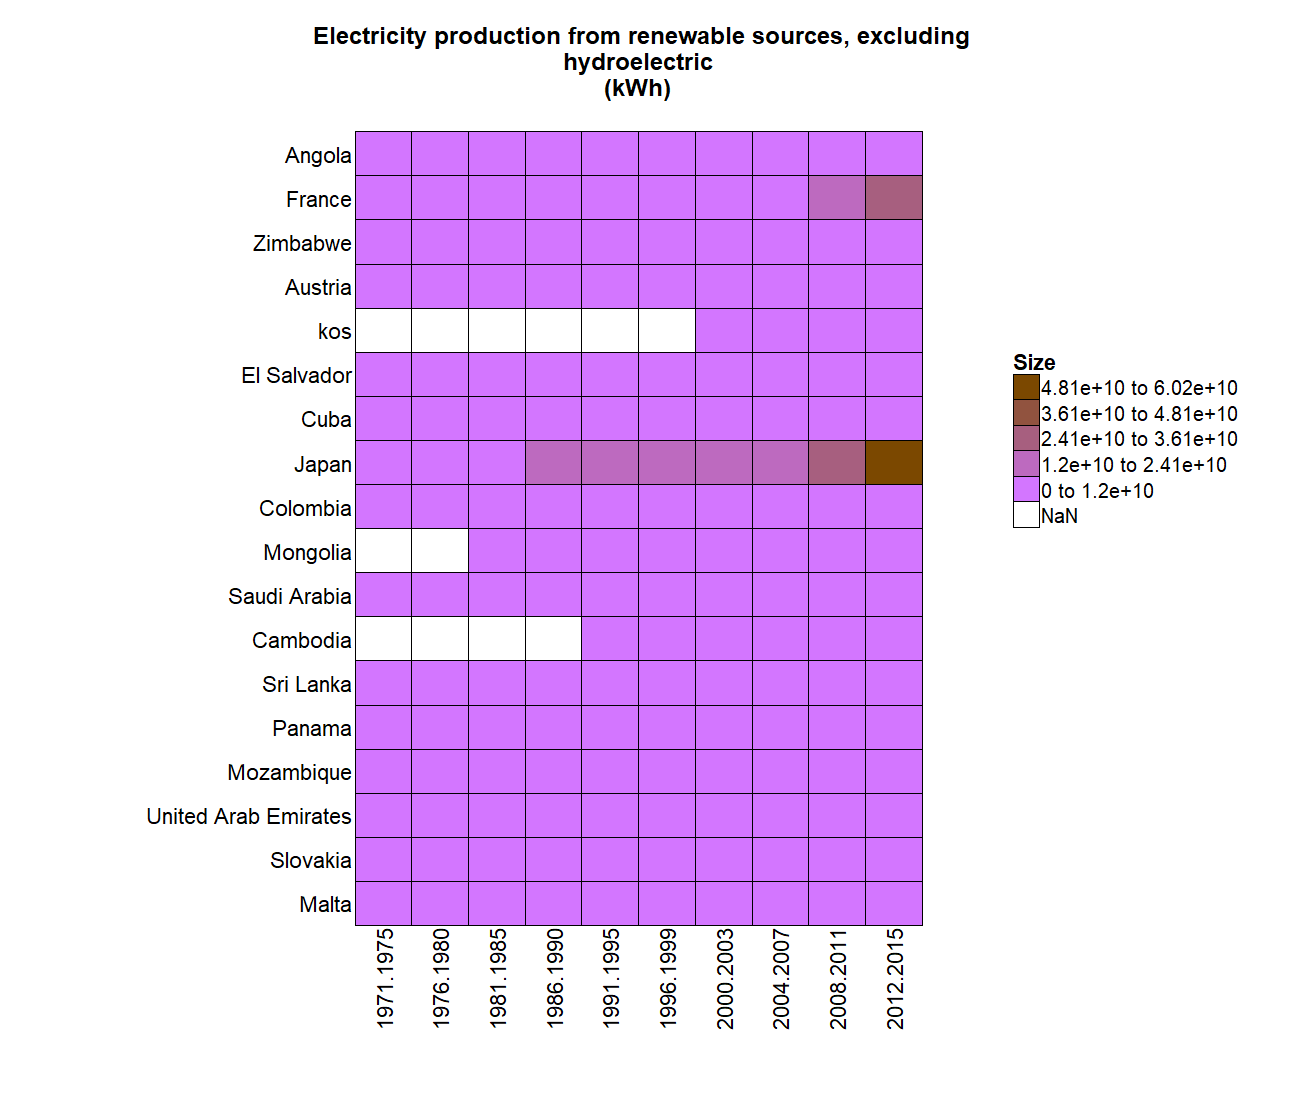 Electricity production from renewable sources, excluding
hydroelectric
(kWh)
Angola
France
Zimbabwe
Austria
kos
El Salvador
Cuba
Japan
Colombia
Mongolia
Saudi Arabia
Cambodia
Sri Lanka
Panama
Mozambique
United Arab Emirates
Slovakia
Malta
1971.1975
1976.1980
1981.1985
1986.1990
1991.1995
1996.1999
2000.2003
2004.2007
2008.2011
2012.2015
Size
4.81e+10 to 6.02e+10
3.61e+10 to 4.81e+10
2.41e+10 to 3.61e+10
1.2e+10 to 2.41e+10
0 to 1.2e+10
NaN